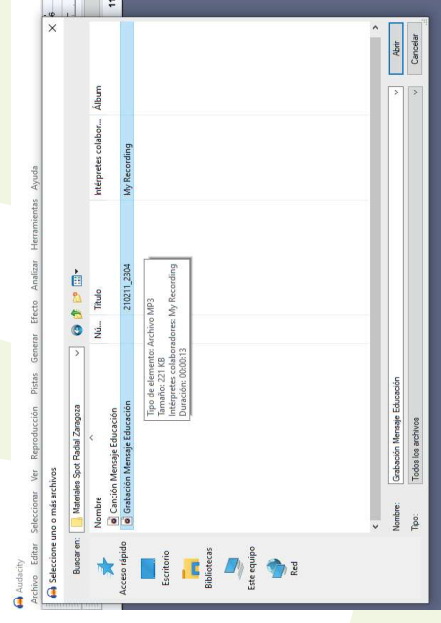 Audacity
Archivo Editar Seleccionar Ver Reproducción Pistas Generar Efecto Analizar Herramientas Ayuda
Seleccione uno o más archivos
Buscar en: Materiales Spot Radial Zaragoza
Nombre Nú... Título Intérpretes colabor... Álbum
Canción Mensaje Educación
Grabación Mensaje Educación 210211_2304 My Recording
Tipo de elemento: Archivo MP3
Tamaño: 221 KB
Intérpretes colaboradores: My Recording
Duración: 00:00:13
Acceso rápido
Escritorio
Bibliotecas
Este equipo
Red
Nombre: Grabación Mensaje Educación Abrir
Tipo: Todos los archivos Cancelar